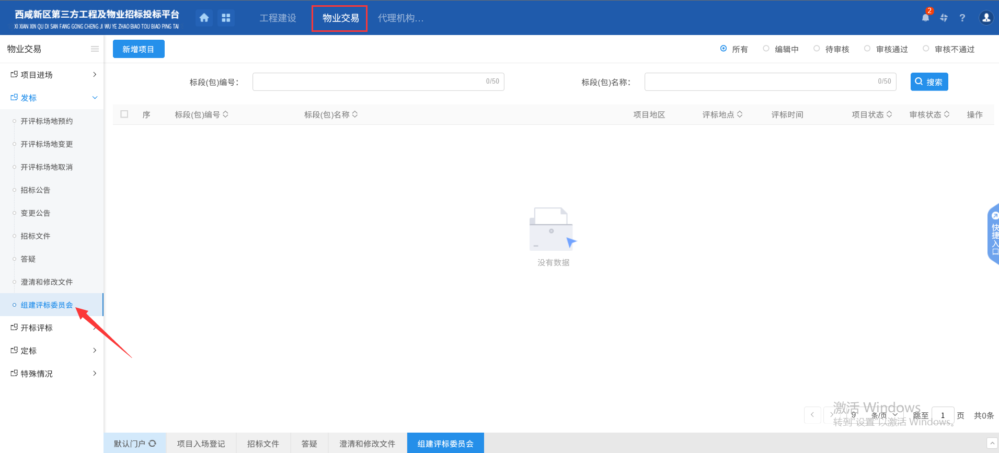 西咸新区第三方工程及物业招标投标平台
XI XIAN XIN QU DI SAN FANG GONG CHENG JI WU YE ZHAO BIAO TOU BIAO PING TAI
工程建设
物业交易
代理机构...
2
?
物业交易
项目进场
发标
开评标场地预约
开评标场地变更
开评标场地取消
招标公告
变更公告
招标文件
答疑
澄清和修改文件
组建评标委员会
开标评标
定标
特殊情况
新增项目
所有
编辑中
待审核
审核通过
审核不通过
标段(包)编号：
0/50
标段(包)名称：
0/50
搜索
序
标段(包)编号
标段(包)名称
项目地区
评标地点
评标时间
项目状态
审核状态
操作
没有数据
快捷入口
9
条/页
跳至
1
页
共0条
激活 Windows
转到"设置"以激活 Windows。
默认门户
项目入场登记
招标文件
答疑
澄清和修改文件
组建评标委员会